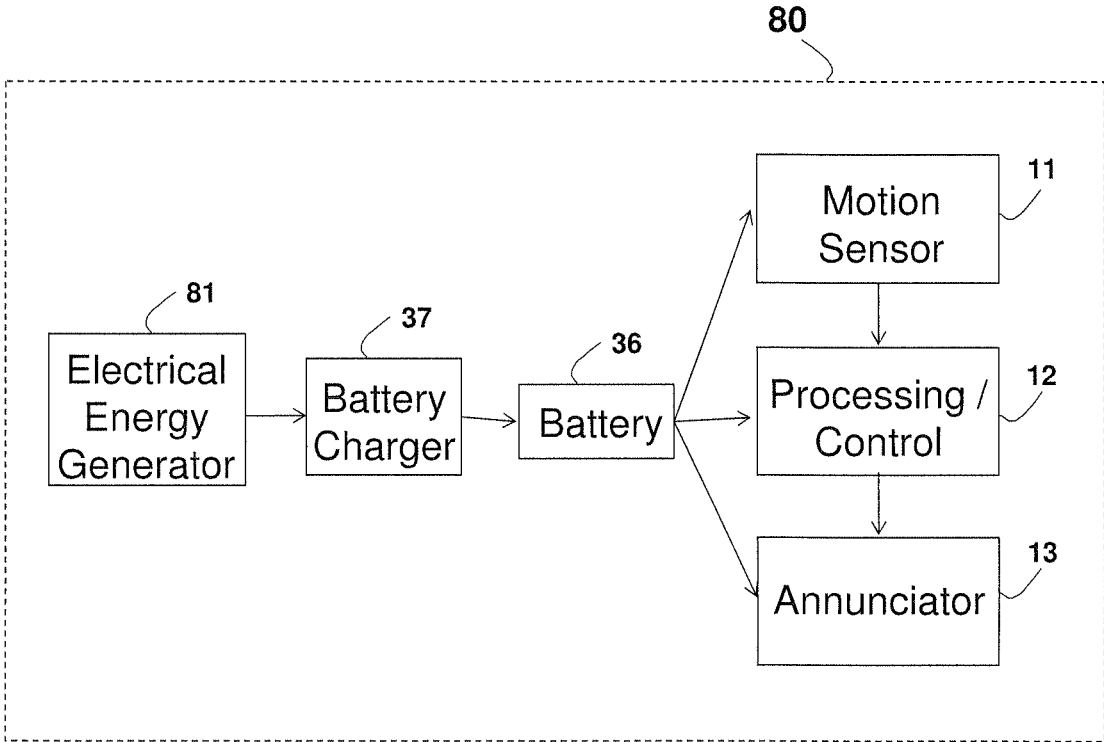 80
11
Motion
Sensor
81
Electrical
Energy
Generator
37
Battery
Charger
36
Battery
12
Processing /
Control
13
Annunciator